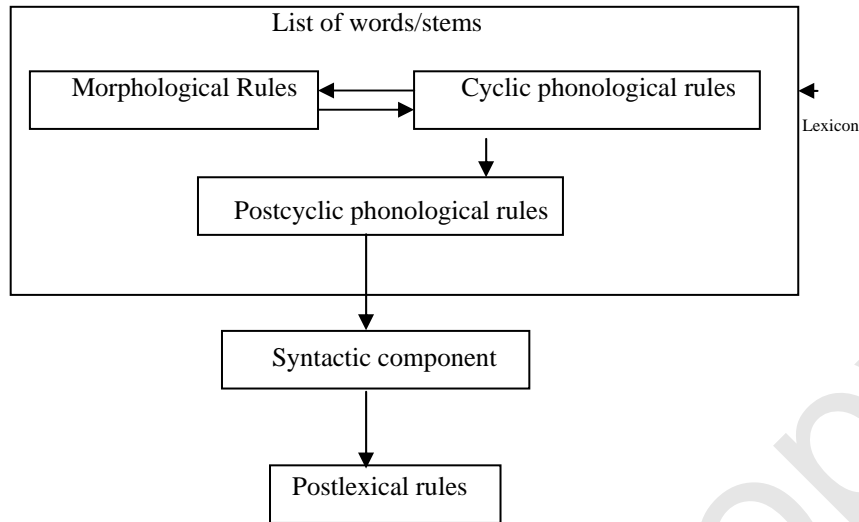 List of words/stems
Morphological Rules
Cyclic phonological rules
Lexicon
Postcyclic phonological rules
Syntactic component
Postlexical rules